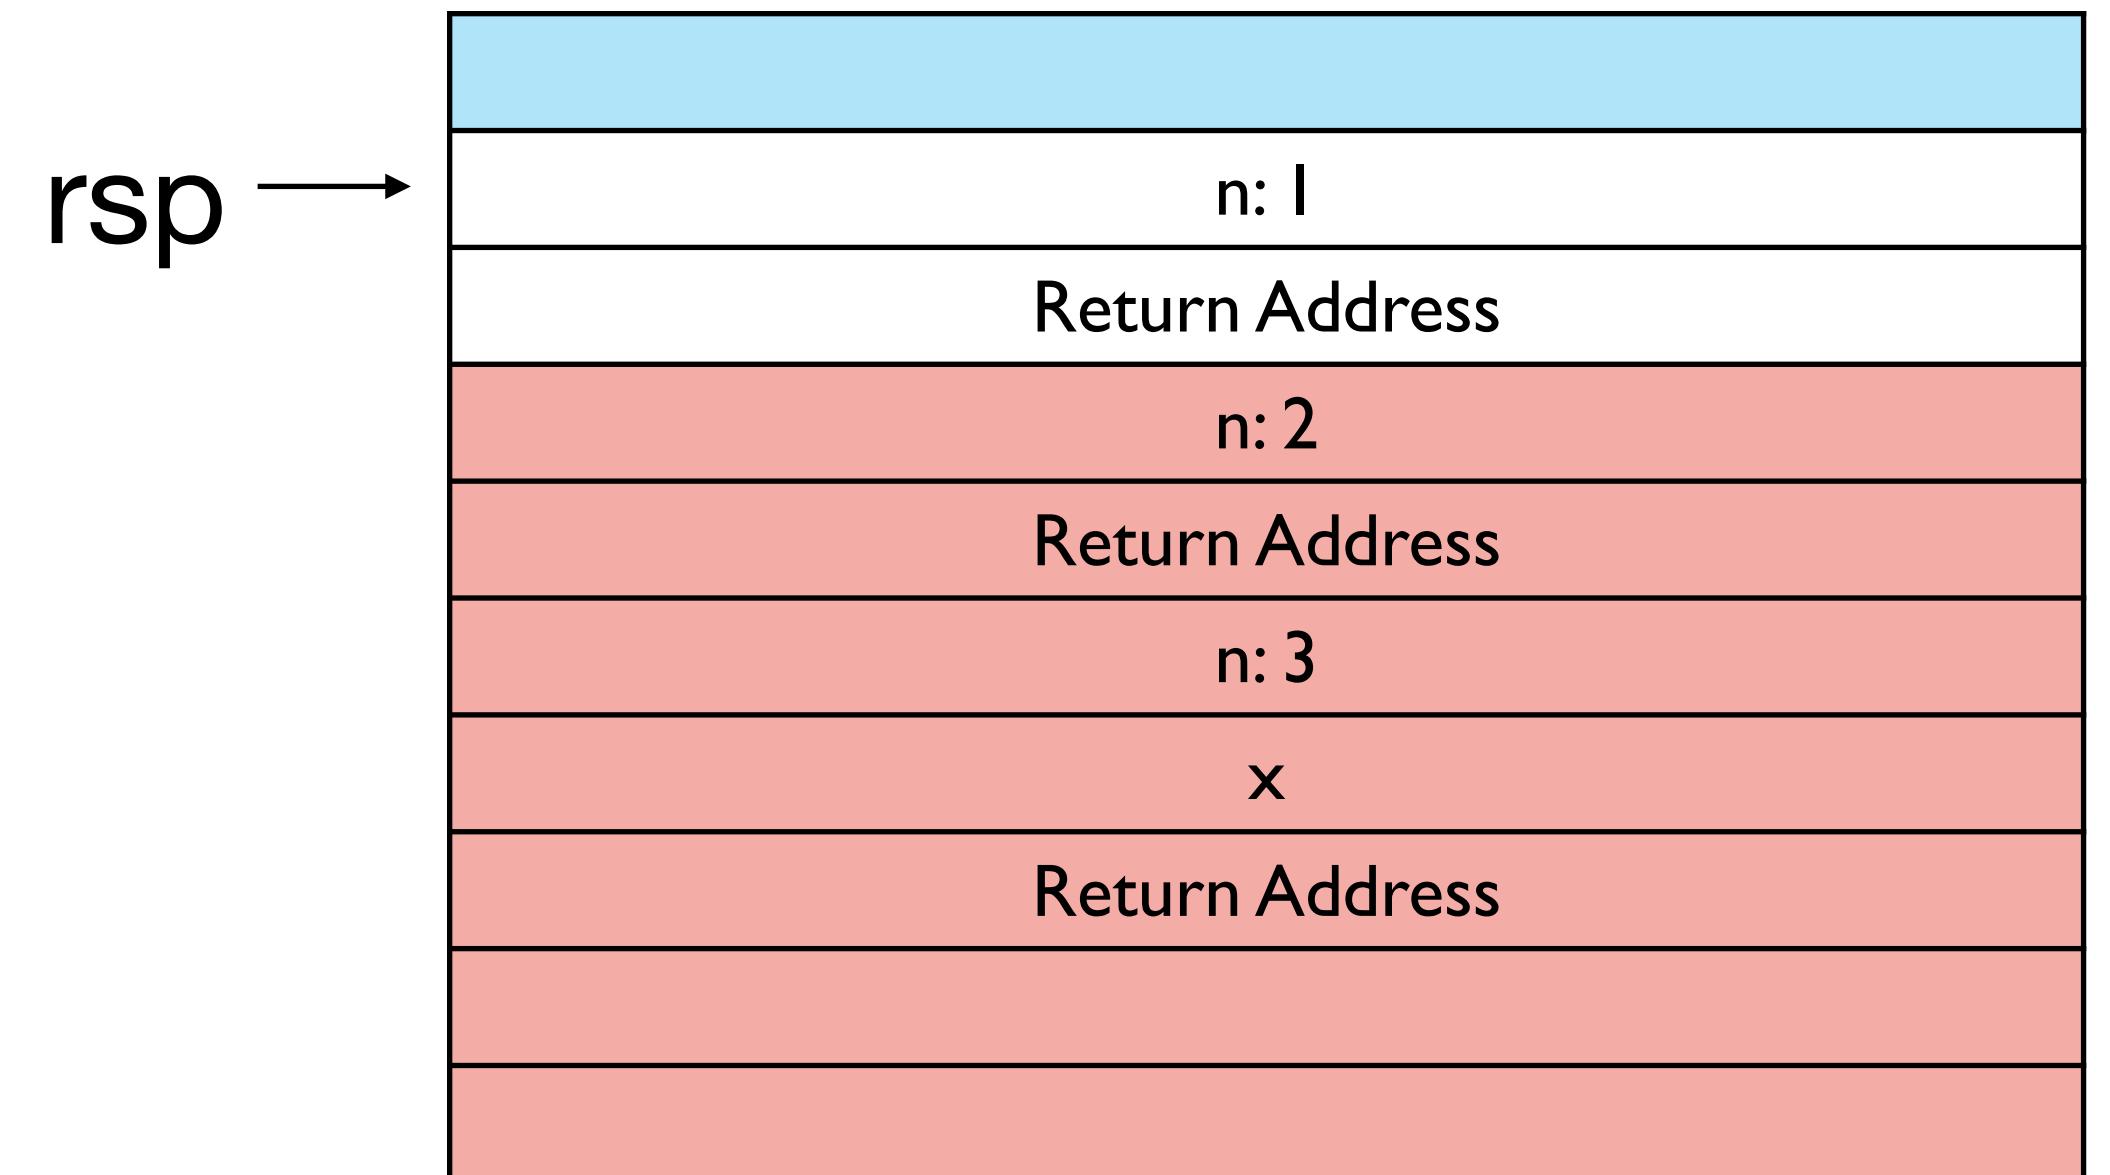 rsp
n: 1
Return Address
n: 2
Return Address
n: 3
x
Return Address